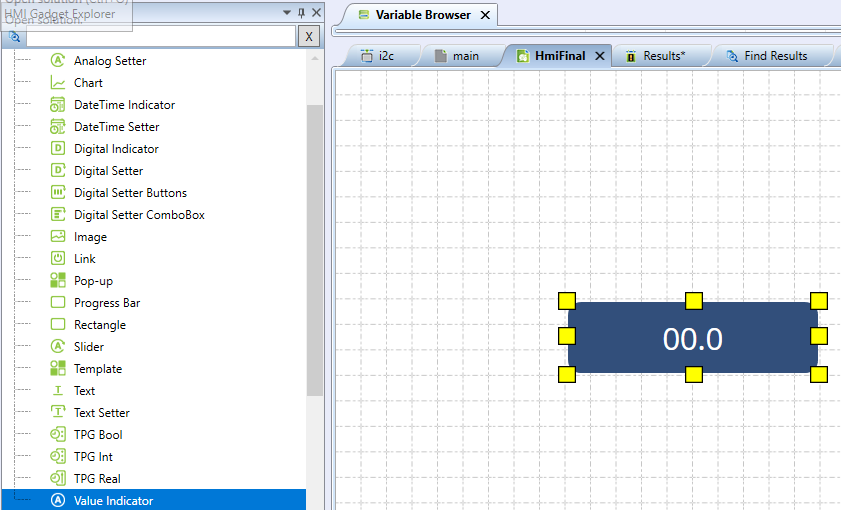 Open solution (Ctrl+O)
HMI Gadget Explorer
Open solution.
X
Analog Setter
Chart
DateTime Indicator
DateTime Setter
Digital Indicator
Digital Setter
Digital Setter Buttons
Digital Setter ComboBox
Image
Link
Pop-up
Progress Bar
Rectangle
Slider
Template
Text
Text Setter
TPG Bool
TPG Int
TPG Real
Value Indicator
Variable Browser
i2c
main
HmiFinal
Results*
Find Results
00.0